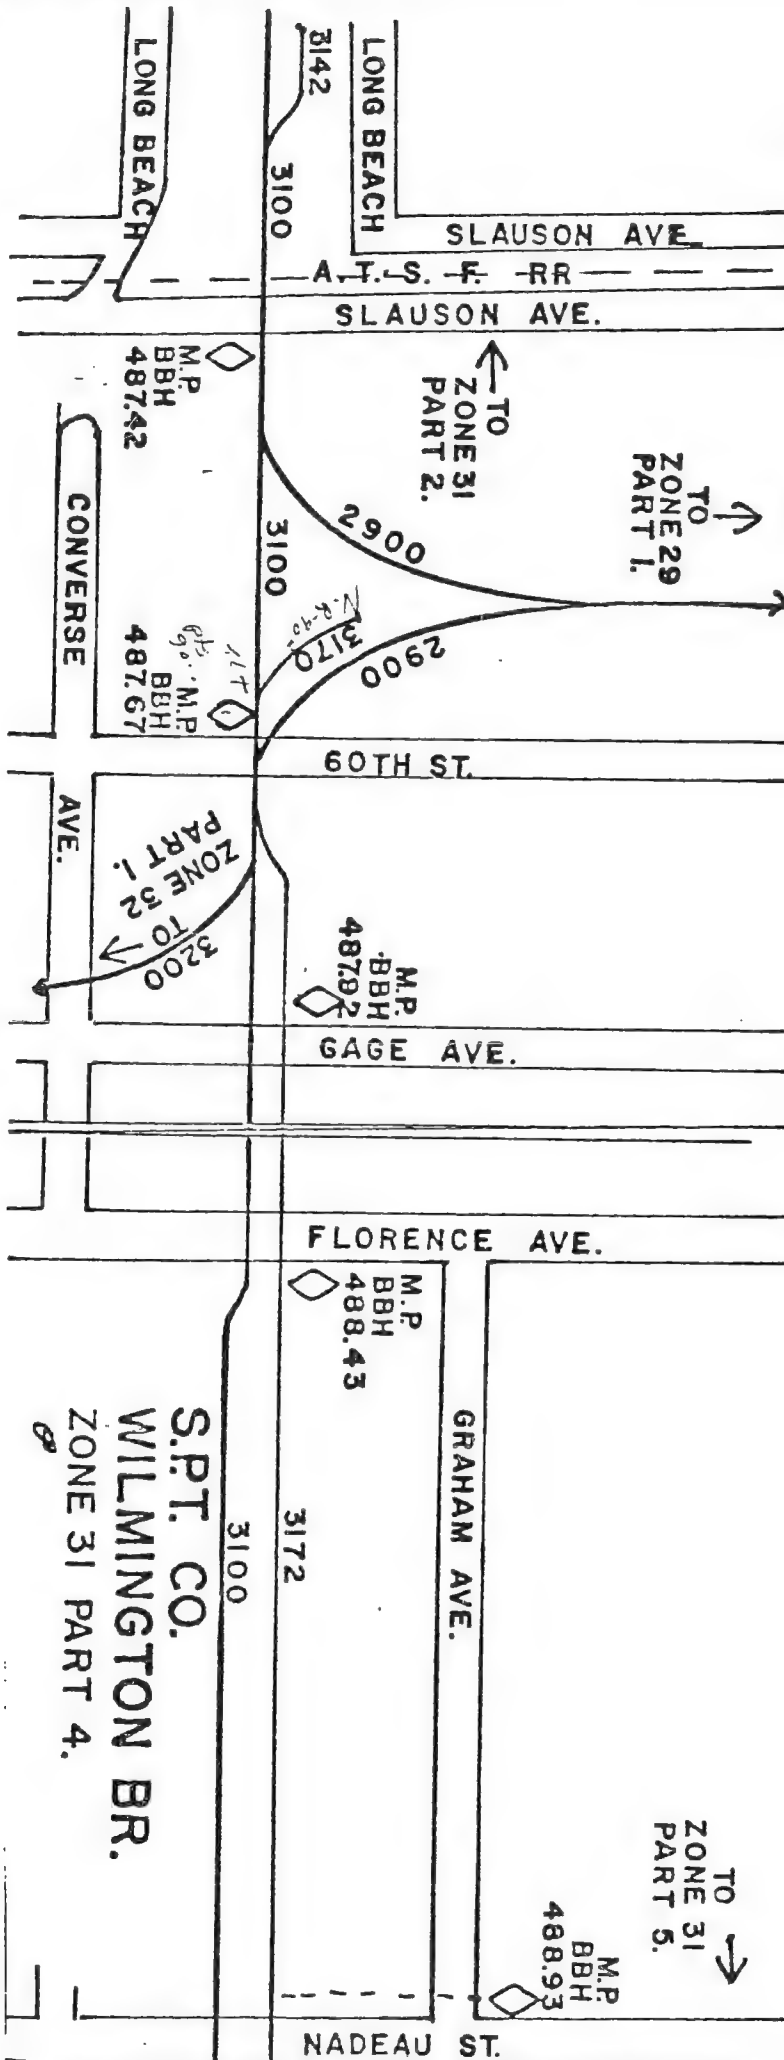 LONG BEACH
LONG BEACH
3142
3100
SLAUSON AVE.
A.T.S.F. RR
SLAUSON AVE.
M.P.
BBH
487.42
TO
ZONE 31
PART 2.
TO
ZONE 29
PART 1.
2900
3100
N.R-90-
3170
2900
M.P.
BBH
487.67
CONVERSE
AVE.
60TH ST.
ZONE 32
PART 1.
TO
3200
M.P.
BBH
487.92
GAGE AVE.
FLORENCE AVE.
M.P.
BBH
488.43
GRAHAM AVE.
3172
3100
S.P.T. CO.
WILMINGTON BR.
ZONE 31 PART 4.
TO
ZONE 31
PART 5.
M.P.
BBH
488.93
NADEAU ST.